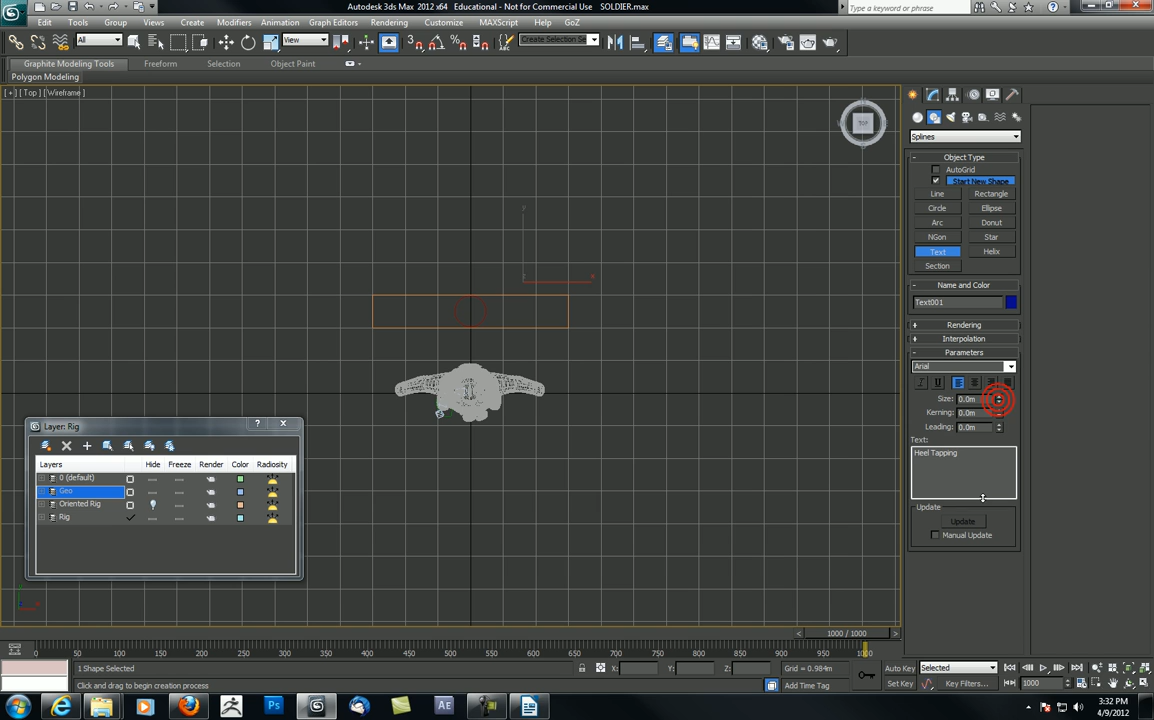 Autodesk 3ds Max 2012 x64 Educational - Not for Commercial Use SOLDIER.max
Type a keyword or phrase
Edit Tools Group Views Create Modifiers Animation Graph Editors Rendering Customize MAXScript Help GoZ
All View Create Selection Se
Graphite Modeling Tools Freeform Selection Object Paint
Polygon Modeling
[ + ] [ Top ] [ Wireframe ]
TOP
Splines
- Object Type
AutoGrid
Start New Shape
Line Rectangle
Circle Ellipse
Arc Donut
NGon Star
Text Helix
Section
- Name and Color
Text001
+ Rendering
+ Interpolation
- Parameters
Arial
I U
Size: 0.0m
Kerning: 0.0m
Leading: 0.0m
Text:
Heel Tapping
Update
Update
Manual Update
y
z x
Layer: Rig
Layers Hide Freeze Render Color Radiosity
0 (default)
Geo
Oriented Rig
Rig
< 1000 / 1000 >
0 50 100 150 200 250 300 350 400 450 500 550 600 650 700 750 800 850 900 950 1000
1 Shape Selected X: Y: Z: Grid = 0.984m Auto Key Selected
Click and drag to begin creation process Add Time Tag Set Key Key Filters... 1000
3:32 PM
4/9/2012